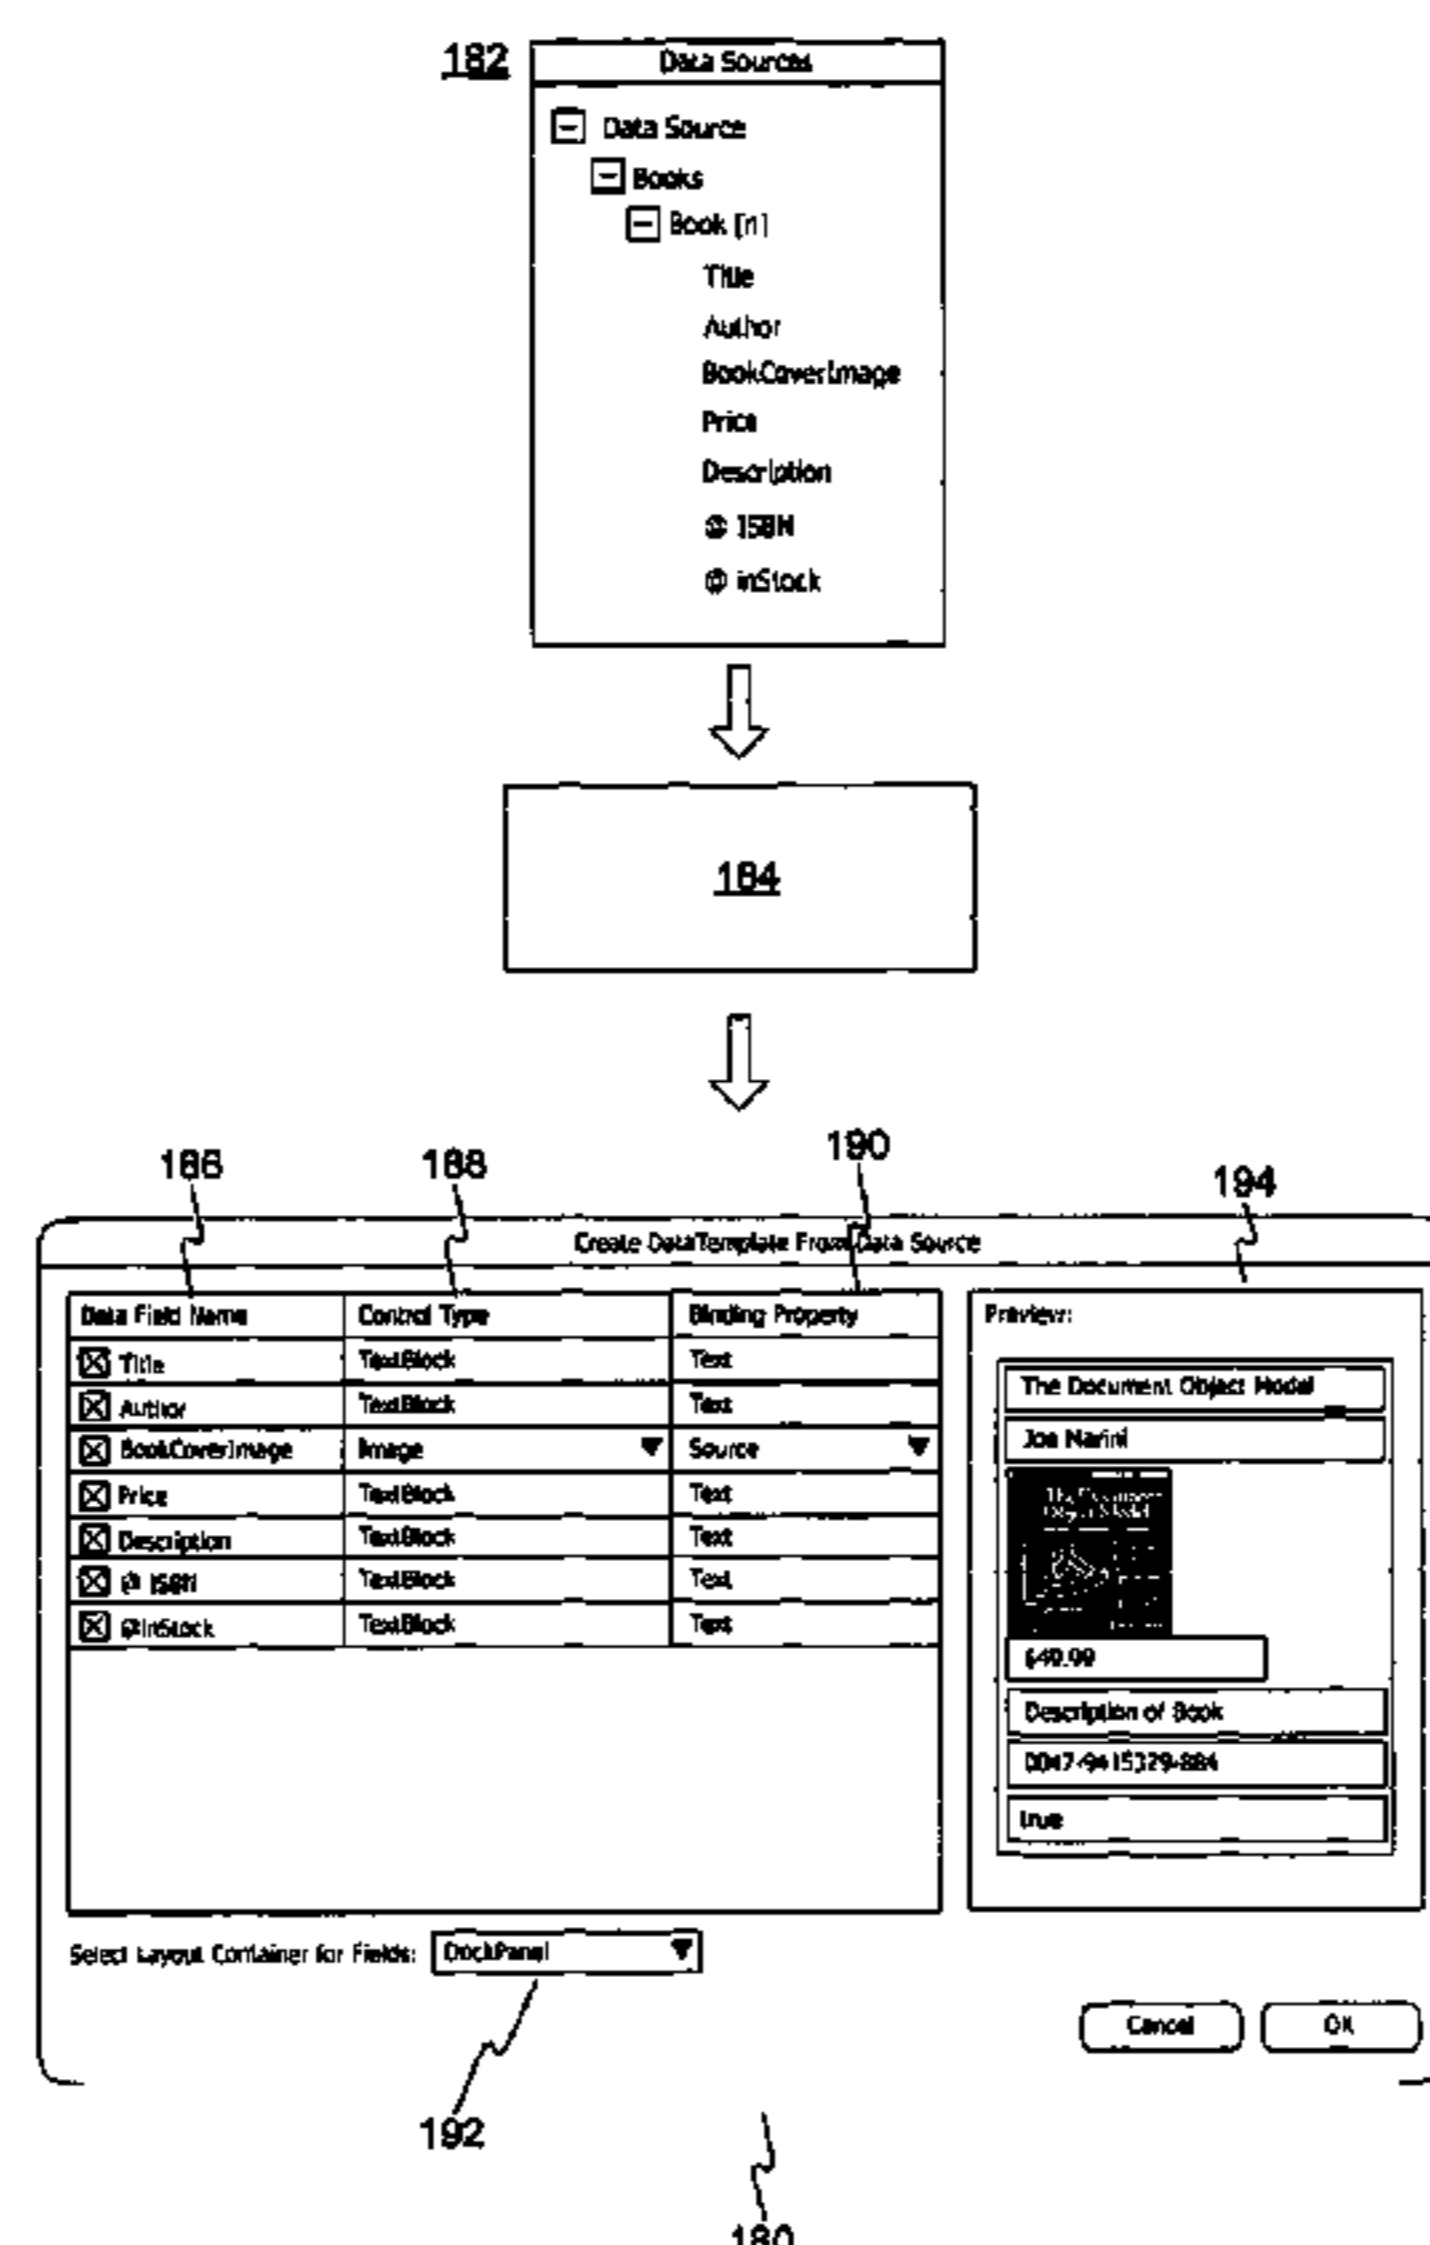 182
Data Sources
Data Source
Books
Book [n]
Title
Author
BookCoverImage
Price
Description
@ ISBN
@ inStock
184
186 188 190 194
Create DataTemplate From Data Source
Data Field Name Control Type Binding Property
Title TextBlock Text
Author TextBlock Text
BookCoverImage Image Source
Price TextBlock Text
Description TextBlock Text
@ ISBN TextBlock Text
@inStock TextBlock Text
Preview:
The Document Object Model
Joe Marini
$49.99
Description of Book
true
Select Layout Container for Fields: DockPanel
Cancel OK
192
180